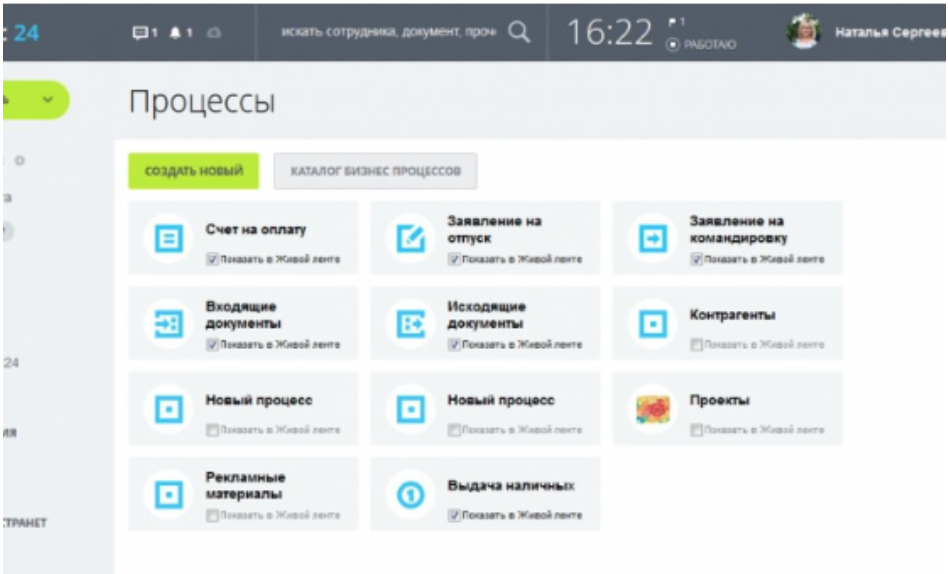 : 24
1
1
искать сотрудника, документ, проч
16:22
1
РАБОТАЮ
Наталья Сергеев
Процессы
СОЗДАТЬ НОВЫЙ
КАТАЛОГ БИЗНЕС ПРОЦЕССОВ
Счет на оплату
Показать в Живой ленте
Заявление на
отпуск
Показать в Живой ленте
Заявление на
командировку
Показать в Живой ленте
Входящие
документы
Показать в Живой ленте
Исходящие
документы
Показать в Живой ленте
Контрагенты
Показать в Живой ленте
24
Новый процесс
Показать в Живой ленте
Новый процесс
Показать в Живой ленте
Проекты
Показать в Живой ленте
ия
Рекламные
материалы
Показать в Живой ленте
1
Выдача наличных
Показать в Живой ленте
СТРАНЕТ